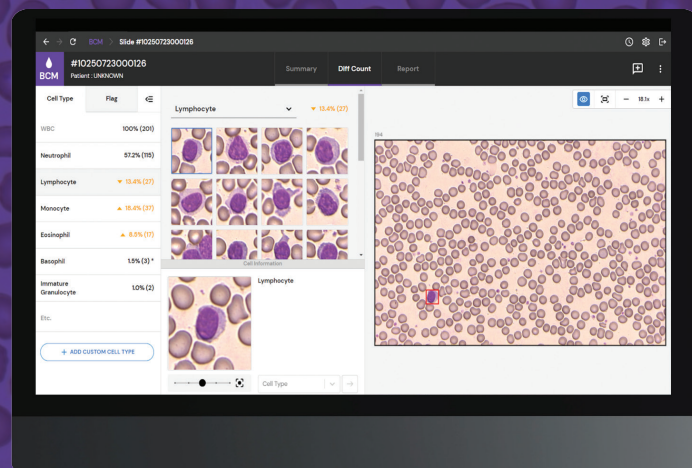 BCM > Slide #10250723000126
BCM
#10250723000126
Patient : UNKNOWN
Summary
Diff Count
Report
Cell Type
Flag
WBC 100% (201)
Neutrophil 57.2% (115)
Lymphocyte ▼ 13.4% (27)
Monocyte ▲ 18.4% (37)
Eosinophil ▲ 8.5% (17)
Basophil 1.5% (3) *
Immature
Granulocyte 1.0% (2)
Etc.
+ ADD CUSTOM CELL TYPE
Lymphocyte ▼ 13.4% (27)
Cell Information
Lymphocyte
Cell Type
− 18.1x +
194